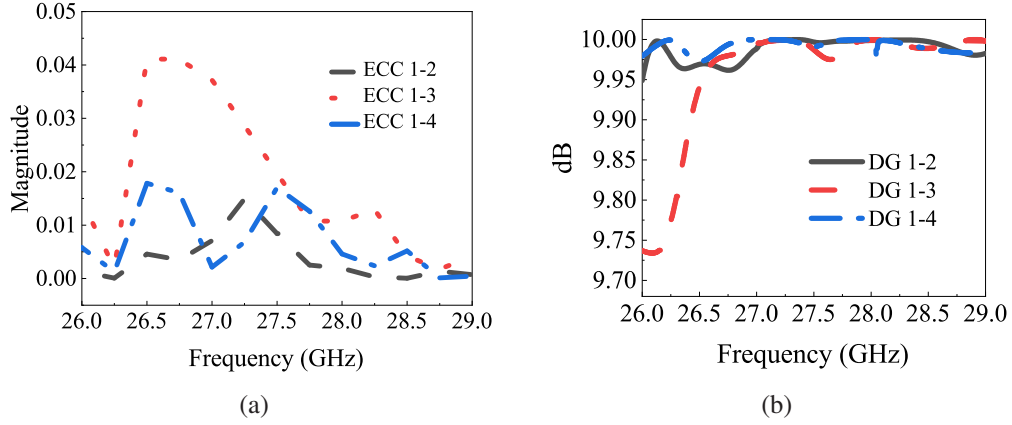 0.05
0.04
0.03
0.02
0.01
0.00
Magnitude
ECC 1-2
ECC 1-3
ECC 1-4
26.0 26.5 27.0 27.5 28.0 28.5 29.0
Frequency (GHz)
(a)
10.00
9.95
9.90
9.85
9.80
9.75
9.70
dB
DG 1-2
DG 1-3
DG 1-4
26.0 26.5 27.0 27.5 28.0 28.5 29.0
Frequency (GHz)
(b)